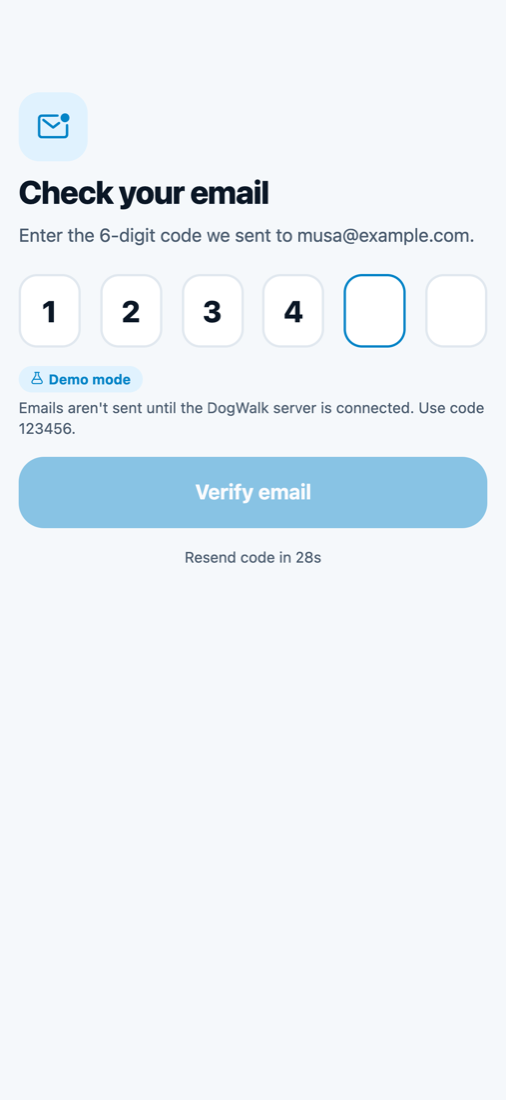 Check your email
Enter the 6-digit code we sent to musa@example.com.
1 2 3 4
Demo mode
Emails aren't sent until the DogWalk server is connected. Use code
123456.
Verify email
Resend code in 28s